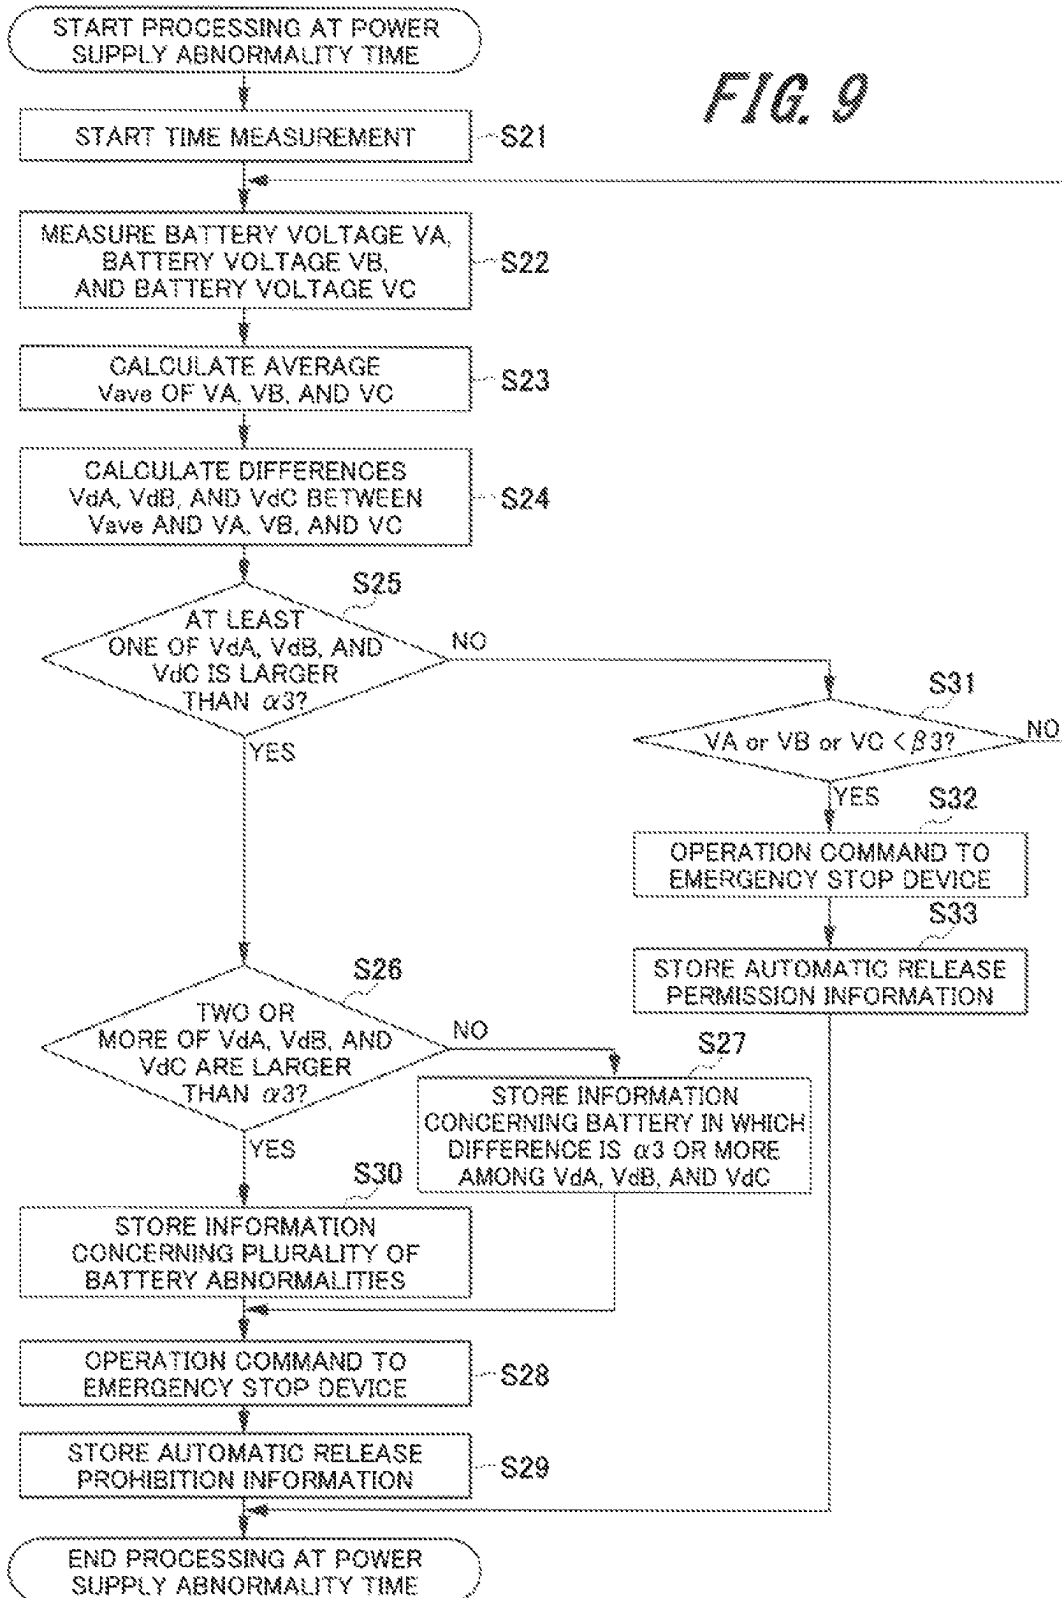 START PROCESSING AT POWER
SUPPLY ABNORMALITY TIME
FIG. 9
START TIME MEASUREMENT
S21
MEASURE BATTERY VOLTAGE VA,
BATTERY VOLTAGE VB,
AND BATTERY VOLTAGE VC
S22
CALCULATE AVERAGE
Vave OF VA, VB, AND VC
S23
CALCULATE DIFFERENCES
VdA, VdB, AND VdC BETWEEN
Vave AND VA, VB, AND VC
S24
S25
AT LEAST
ONE OF VdA, VdB, AND
VdC IS LARGER
THAN α3?
NO
YES
S31
VA or VB or VC < β3?
NO
YES
S32
OPERATION COMMAND TO
EMERGENCY STOP DEVICE
S33
STORE AUTOMATIC RELEASE
PERMISSION INFORMATION
S26
TWO OR
MORE OF VdA, VdB, AND
VdC ARE LARGER
THAN α3?
NO
YES
S27
STORE INFORMATION
CONCERNING BATTERY IN WHICH
DIFFERENCE IS α3 OR MORE
AMONG VdA, VdB, AND VdC
S30
STORE INFORMATION
CONCERNING PLURALITY OF
BATTERY ABNORMALITIES
OPERATION COMMAND TO
EMERGENCY STOP DEVICE
S28
STORE AUTOMATIC RELEASE
PROHIBITION INFORMATION
S29
END PROCESSING AT POWER
SUPPLY ABNORMALITY TIME